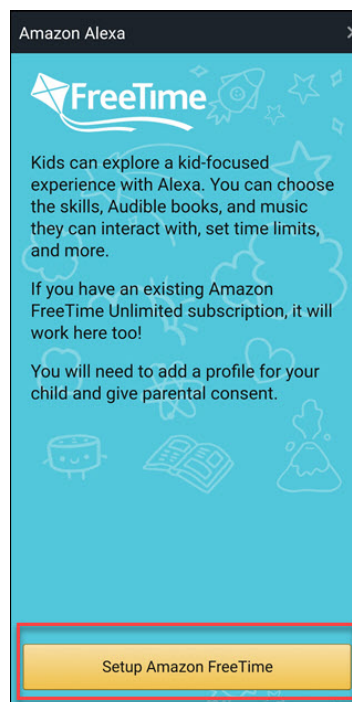 Amazon Alexa
FreeTime
Kids can explore a kid-focused
experience with Alexa. You can choose
the skills, Audible books, and music
they can interact with, set time limits,
and more.
If you have an existing Amazon
FreeTime Unlimited subscription, it will
work here too!
You will need to add a profile for your
child and give parental consent.
Setup Amazon FreeTime